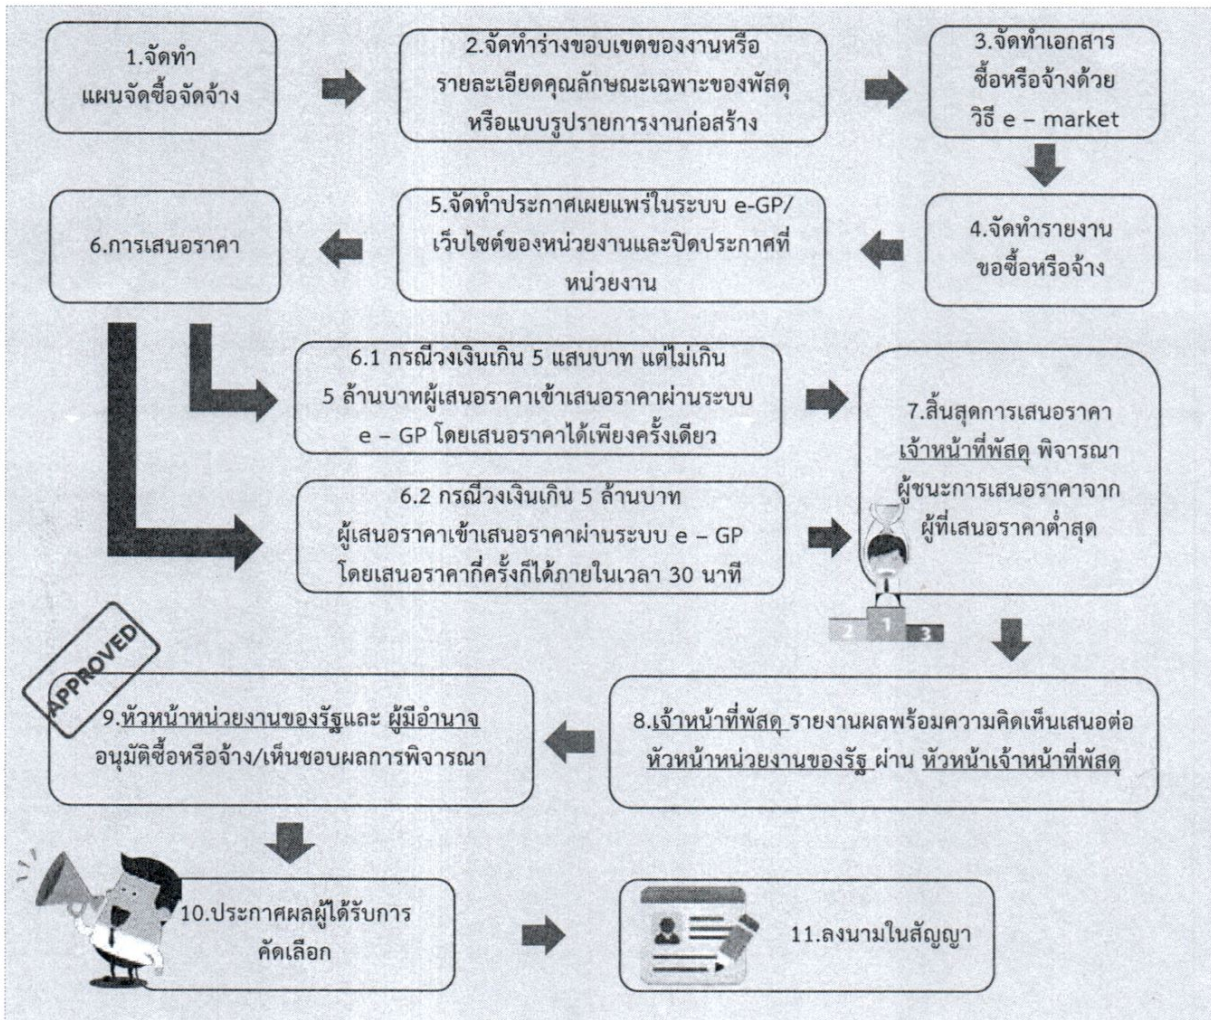 1.จัดทำ
แผนจัดซื้อจัดจ้าง
2.จัดทำร่างขอบเขตของงานหรือ
รายละเอียดคุณลักษณะเฉพาะของพัสดุ
หรือแบบรูปรายการงานก่อสร้าง
3.จัดทำเอกสาร
ซื้อหรือจ้างด้วย
วิธี e – market
4.จัดทำรายงาน
ขอซื้อหรือจ้าง
5.จัดทำประกาศเผยแพร่ในระบบ e-GP/
เว็บไซต์ของหน่วยงานและปิดประกาศที่
หน่วยงาน
6.การเสนอราคา
6.1 กรณีวงเงินเกิน 5 แสนบาท แต่ไม่เกิน
5 ล้านบาทผู้เสนอราคาเข้าเสนอราคาผ่านระบบ
e – GP โดยเสนอราคาได้เพียงครั้งเดียว
6.2 กรณีวงเงินเกิน 5 ล้านบาท
ผู้เสนอราคาเข้าเสนอราคาผ่านระบบ e – GP
โดยเสนอราคากี่ครั้งก็ได้ภายในเวลา 30 นาที
7.สิ้นสุดการเสนอราคา
เจ้าหน้าที่พัสดุ พิจารณา
ผู้ชนะการเสนอราคาจาก
ผู้ที่เสนอราคาต่ำสุด
2 1 3
8.เจ้าหน้าที่พัสดุ รายงานผลพร้อมความคิดเห็นเสนอต่อ
หัวหน้าหน่วยงานของรัฐ ผ่าน หัวหน้าเจ้าหน้าที่พัสดุ
APPROVED
9.หัวหน้าหน่วยงานของรัฐและ ผู้มีอำนาจ
อนุมัติซื้อหรือจ้าง/เห็นชอบผลการพิจารณา
10.ประกาศผลผู้ได้รับการ
คัดเลือก
11.ลงนามในสัญญา